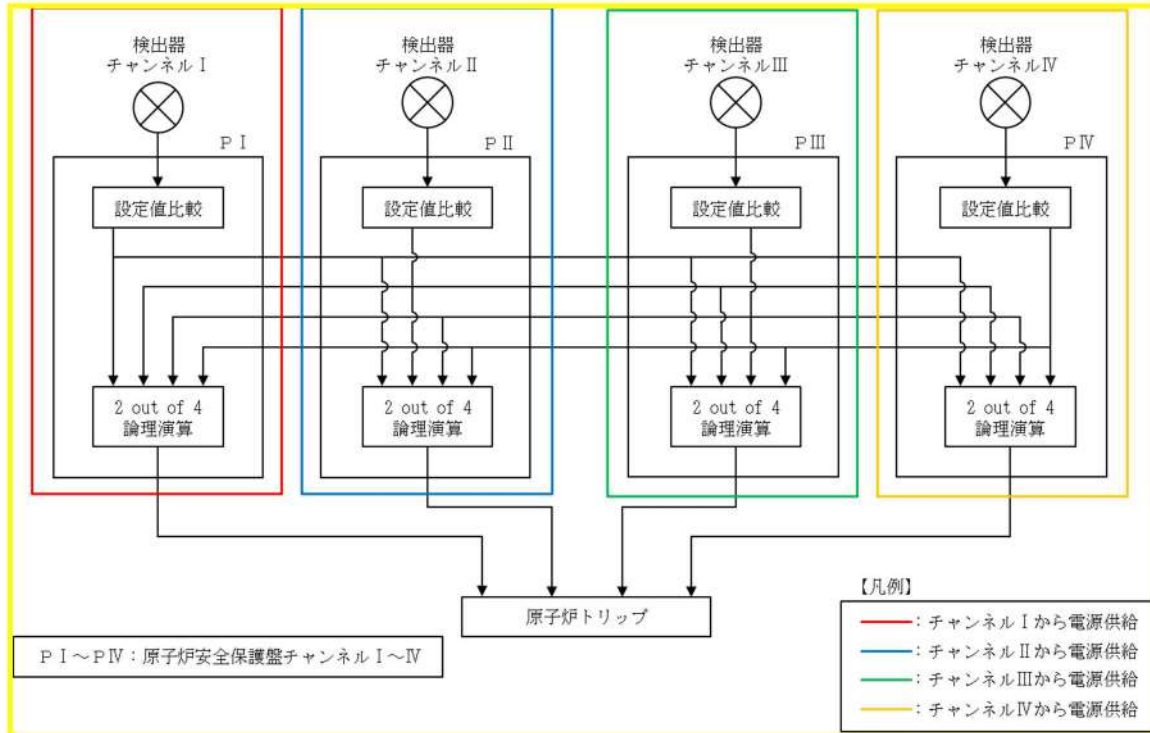 検出器
チャンネルⅠ
検出器
チャンネルⅡ
検出器
チャンネルⅢ
検出器
チャンネルⅣ
PⅠ
PⅡ
PⅢ
PⅣ
設定値比較
設定値比較
設定値比較
設定値比較
2 out of 4
論理演算
2 out of 4
論理演算
2 out of 4
論理演算
2 out of 4
論理演算
原子炉トリップ
PⅠ～PⅣ：原子炉安全保護盤チャンネルⅠ～Ⅳ
【凡例】
：チャンネルⅠから電源供給
：チャンネルⅡから電源供給
：チャンネルⅢから電源供給
：チャンネルⅣから電源供給